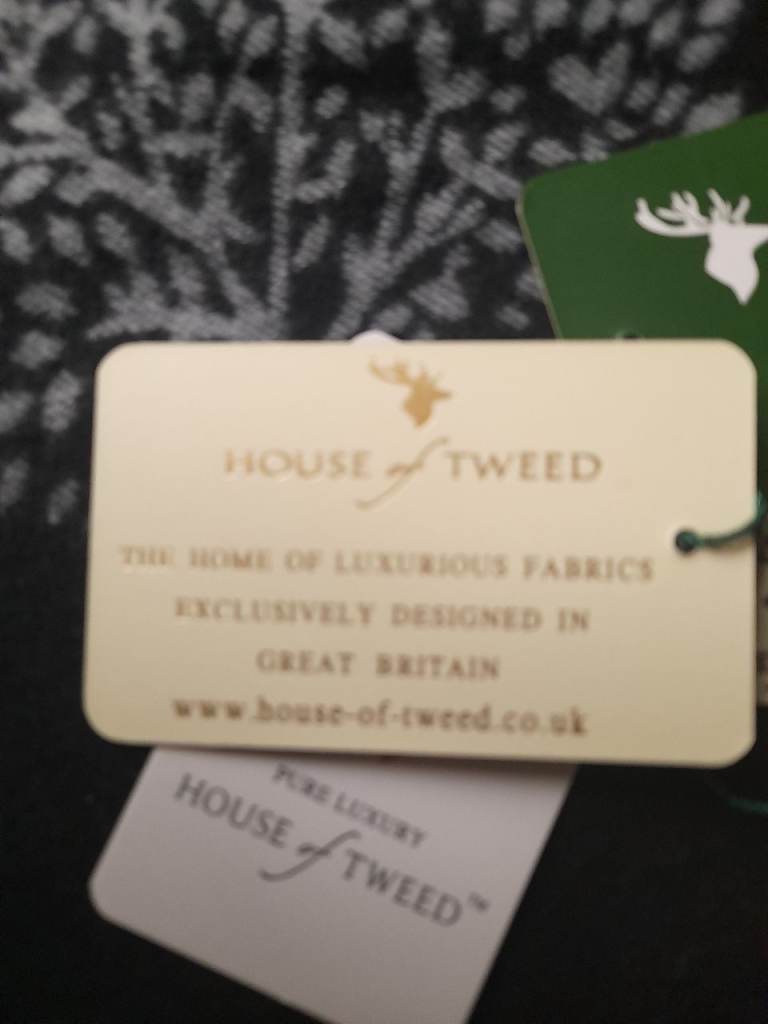 HOUSE of TWEED
THE HOME OF LUXURIOUS FABRICS
EXCLUSIVELY DESIGNED IN
GREAT BRITAIN
www.house-of-tweed.co.uk
PURE LUXURY
HOUSE of TWEED™